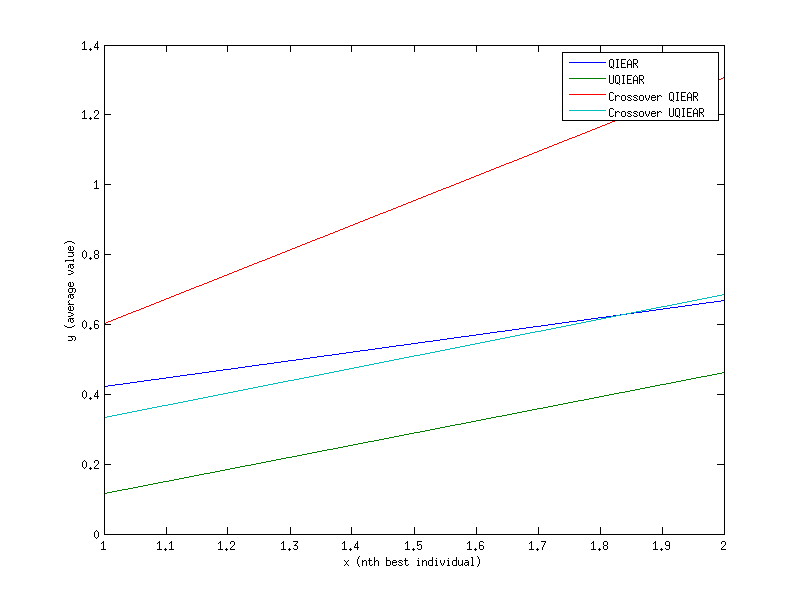 1.4
1.2
1
0.8
0.6
0.4
0.2
0
y (average value)
QIEAR
UQIEAR
Crossover QIEAR
Crossover UQIEAR
1 1.1 1.2 1.3 1.4 1.5 1.6 1.7 1.8 1.9 2
x (nth best individual)